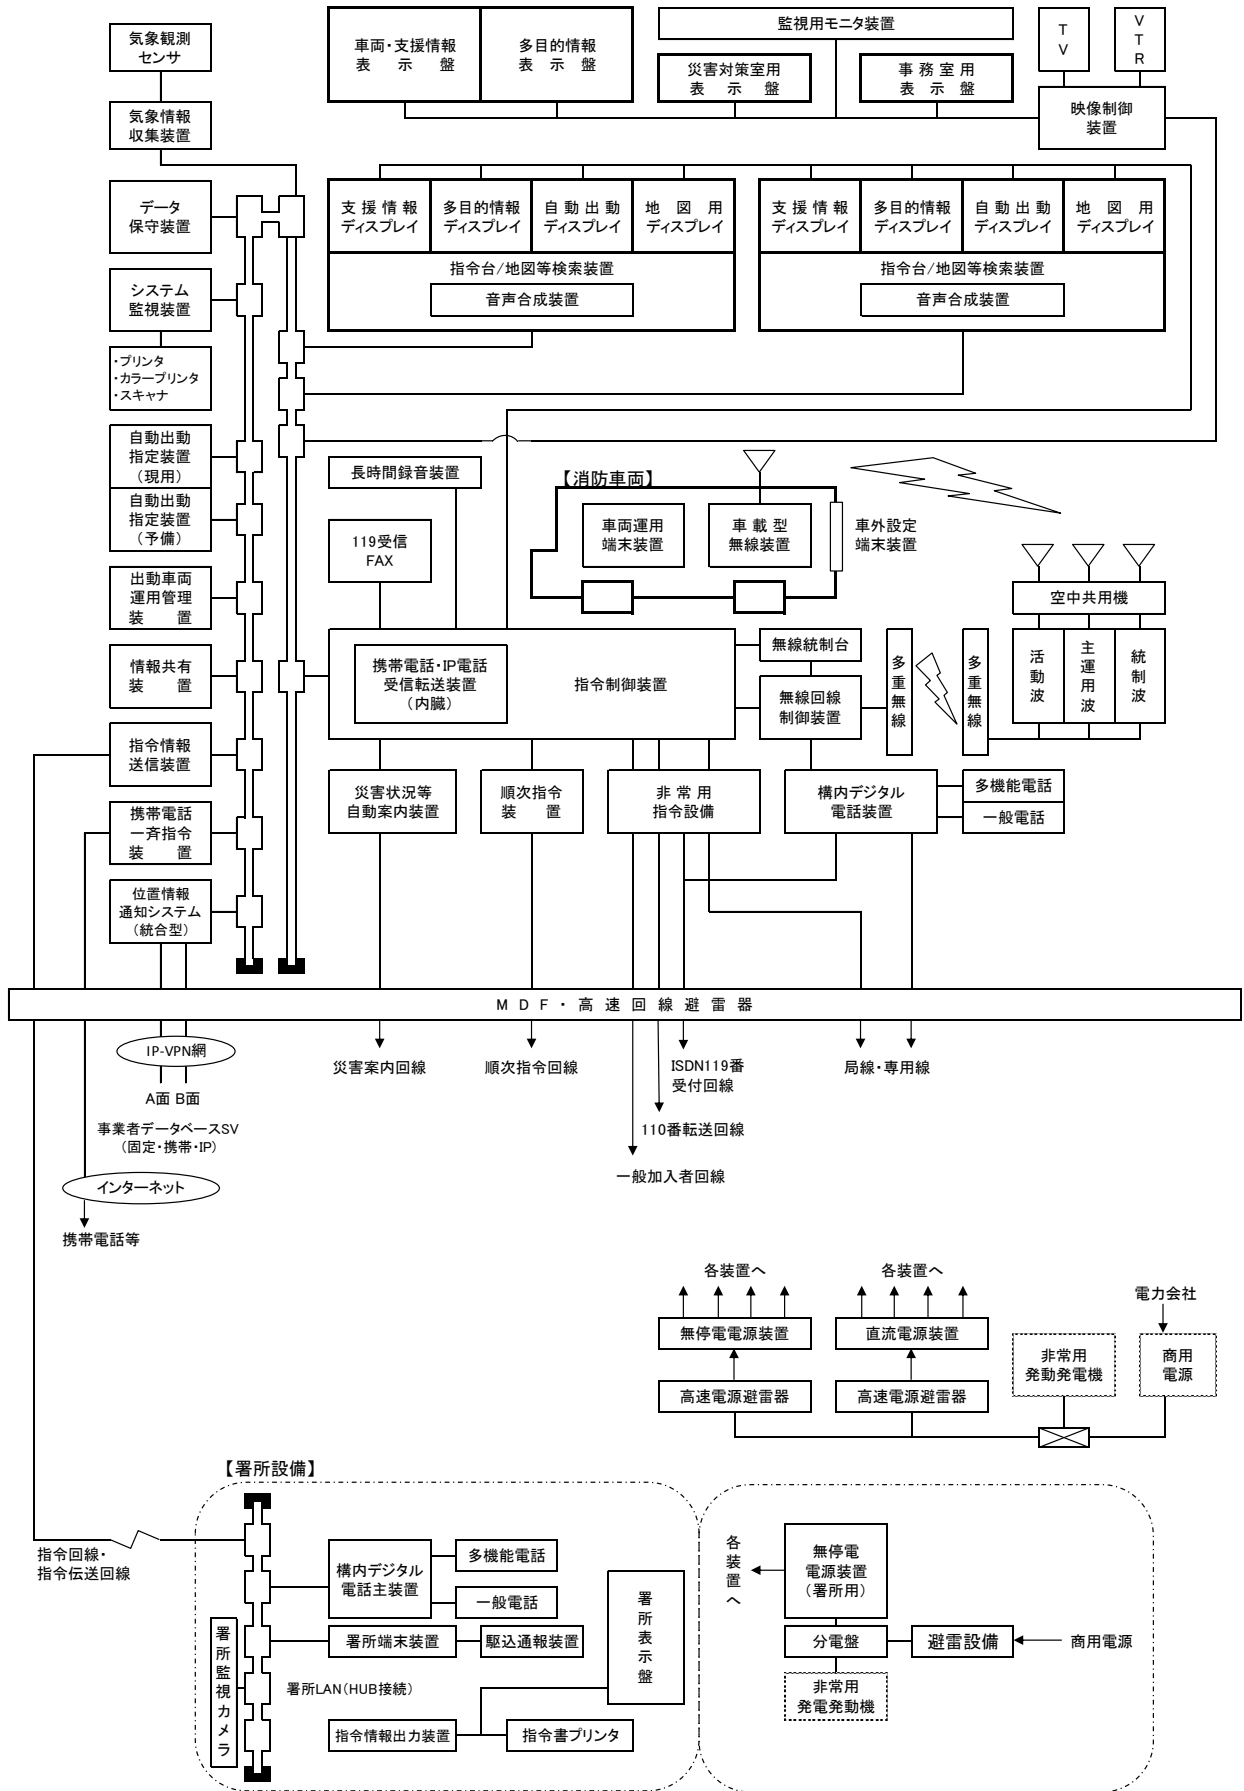 気象観測
センサ
車両・支援情報
表示盤
多目的情報
表示盤
監視用モニタ装置
TV
VTR
災害対策室用
表示盤
事務室用
表示盤
気象情報
収集装置
映像制御
装置
データ
保守装置
支援情報
ディスプレイ
多目的情報
ディスプレイ
自動出動
ディスプレイ
地図用
ディスプレイ
支援情報
ディスプレイ
多目的情報
ディスプレイ
自動出動
ディスプレイ
地図用
ディスプレイ
指令台/地図等検索装置
音声合成装置
指令台/地図等検索装置
音声合成装置
システム
監視装置
・プリンタ
・カラープリンタ
・スキャナ
自動出動
指定装置
(現用)
自動出動
指定装置
(予備)
長時間録音装置
【消防車両】
119受信
FAX
車両運用
端末装置
車載型
無線装置
車外設定
端末装置
出動車両
運用管理
装置
空中共用機
情報共有
装置
携帯電話・IP電話
受信転送装置
(内臓)
指令制御装置
無線統制台
無線回線
制御装置
多重無線
多重無線
活動波
主運用波
統制波
指令情報
送信装置
災害状況等
自動案内装置
順次指令
装置
非常用
指令設備
構内デジタル
電話装置
多機能電話
一般電話
携帯電話
一斉指令
装置
位置情報
通知システム
(統合型)
MDF・高速回線避雷器
IP-VPN網
A面 B面
事業者データベースSV
(固定・携帯・IP)
インターネット
携帯電話等
災害案内回線
順次指令回線
ISDN119番
受付回線
110番転送回線
一般加入者回線
局線・専用線
各装置へ
各装置へ
電力会社
無停電電源装置
直流電源装置
非常用
発動発電機
商用
電源
高速電源避雷器
高速電源避雷器
【署所設備】
指令回線・
指令伝送回線
構内デジタル
電話主装置
多機能電話
一般電話
署所表示盤
署所監視カメラ
署所端末装置
駆込通報装置
署所LAN(HUB接続)
指令情報出力装置
指令書プリンタ
各装置へ
無停電
電源装置
(署所用)
分電盤
避雷設備
商用電源
非常用
発電発動機